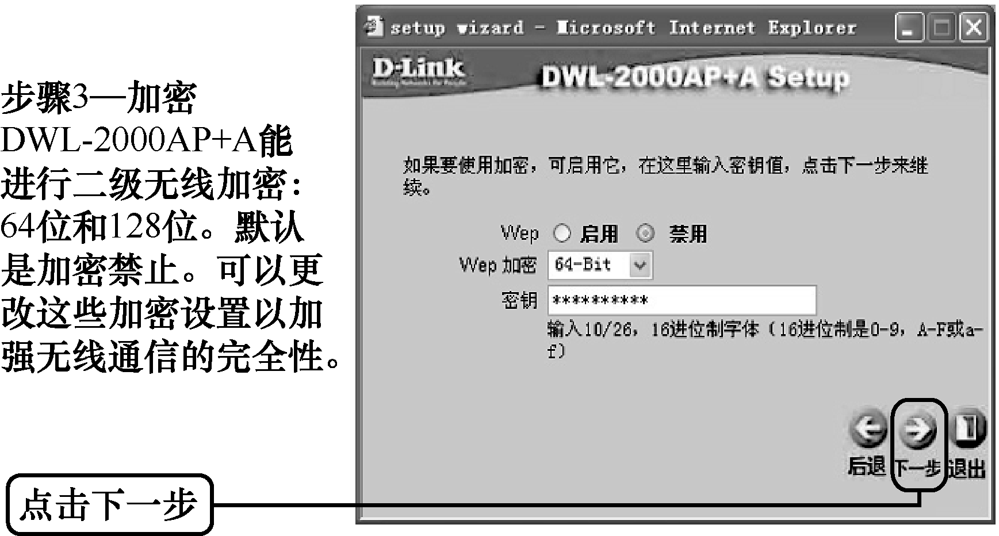 步骤3—加密
DWL-2000AP+A能
进行二级无线加密：
64位和128位。默认
是加密禁止。可以更
改这些加密设置以加
强无线通信的完全性。
点击下一步
setup wizard - Microsoft Internet Explorer
D-Link
DWL-2000AP+A Setup
如果要使用加密，可启用它，在这里输入密钥值，点击下一步来继
续。
Wep 启用 禁用
Wep 加密 64-Bit
密钥 **********
输入10/26，16进位制字体（16进位制是0-9，A-F或a-
f）
后退 下一步 退出